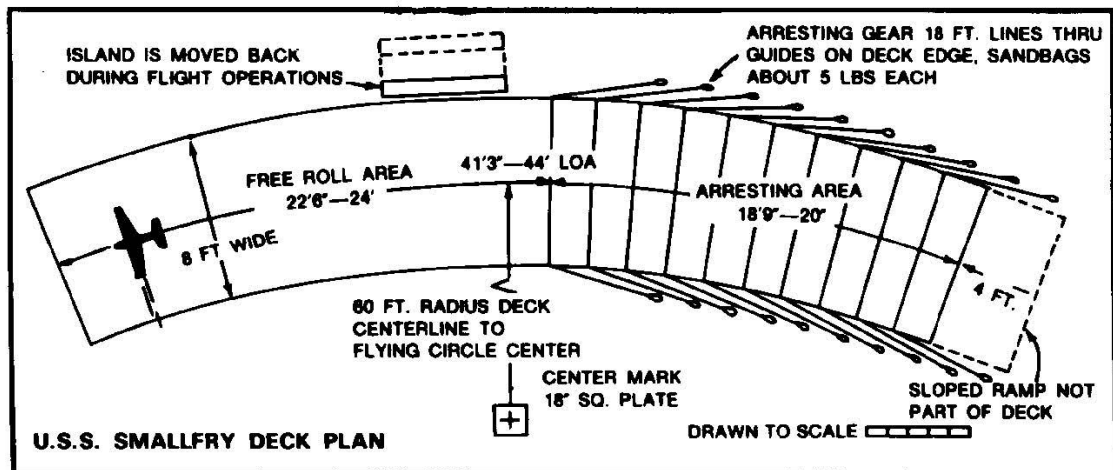 ISLAND IS MOVED BACK
DURING FLIGHT OPERATIONS
ARRESTING GEAR 18 FT. LINES THRU
GUIDES ON DECK EDGE, SANDBAGS
ABOUT 5 LBS EACH
FREE ROLL AREA
22'6"—24'
41'3"—44' LOA
ARRESTING AREA
18'9"—20"
8 FT WIDE
4 FT.
60 FT. RADIUS DECK
CENTERLINE TO
FLYING CIRCLE CENTER
CENTER MARK
18" SQ. PLATE
SLOPED RAMP NOT
PART OF DECK
U.S.S. SMALLFRY DECK PLAN
DRAWN TO SCALE